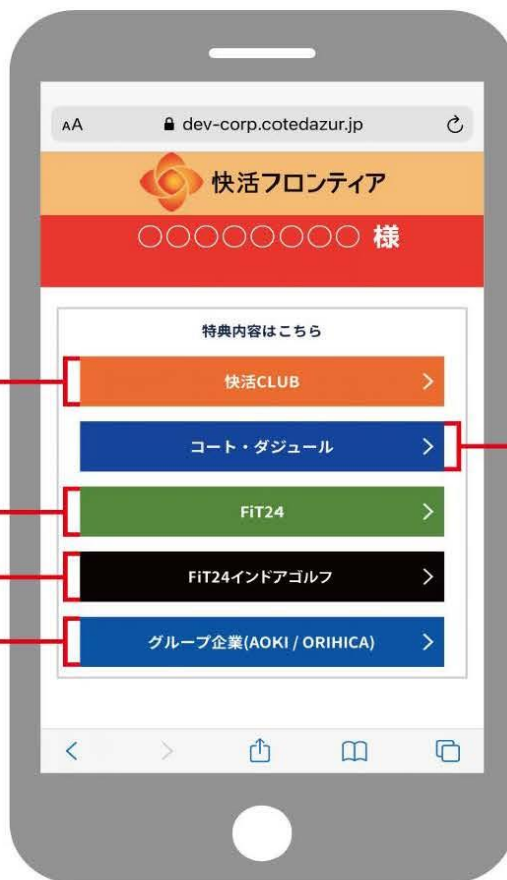 AA dev-corp.cotedazur.jp
快活フロンティア
○○○○○○○○ 様
特典内容はこちら
快活CLUB
コート・ダジュール
FiT24
FiT24インドアゴルフ
グループ企業(AOKI / ORIHICA)